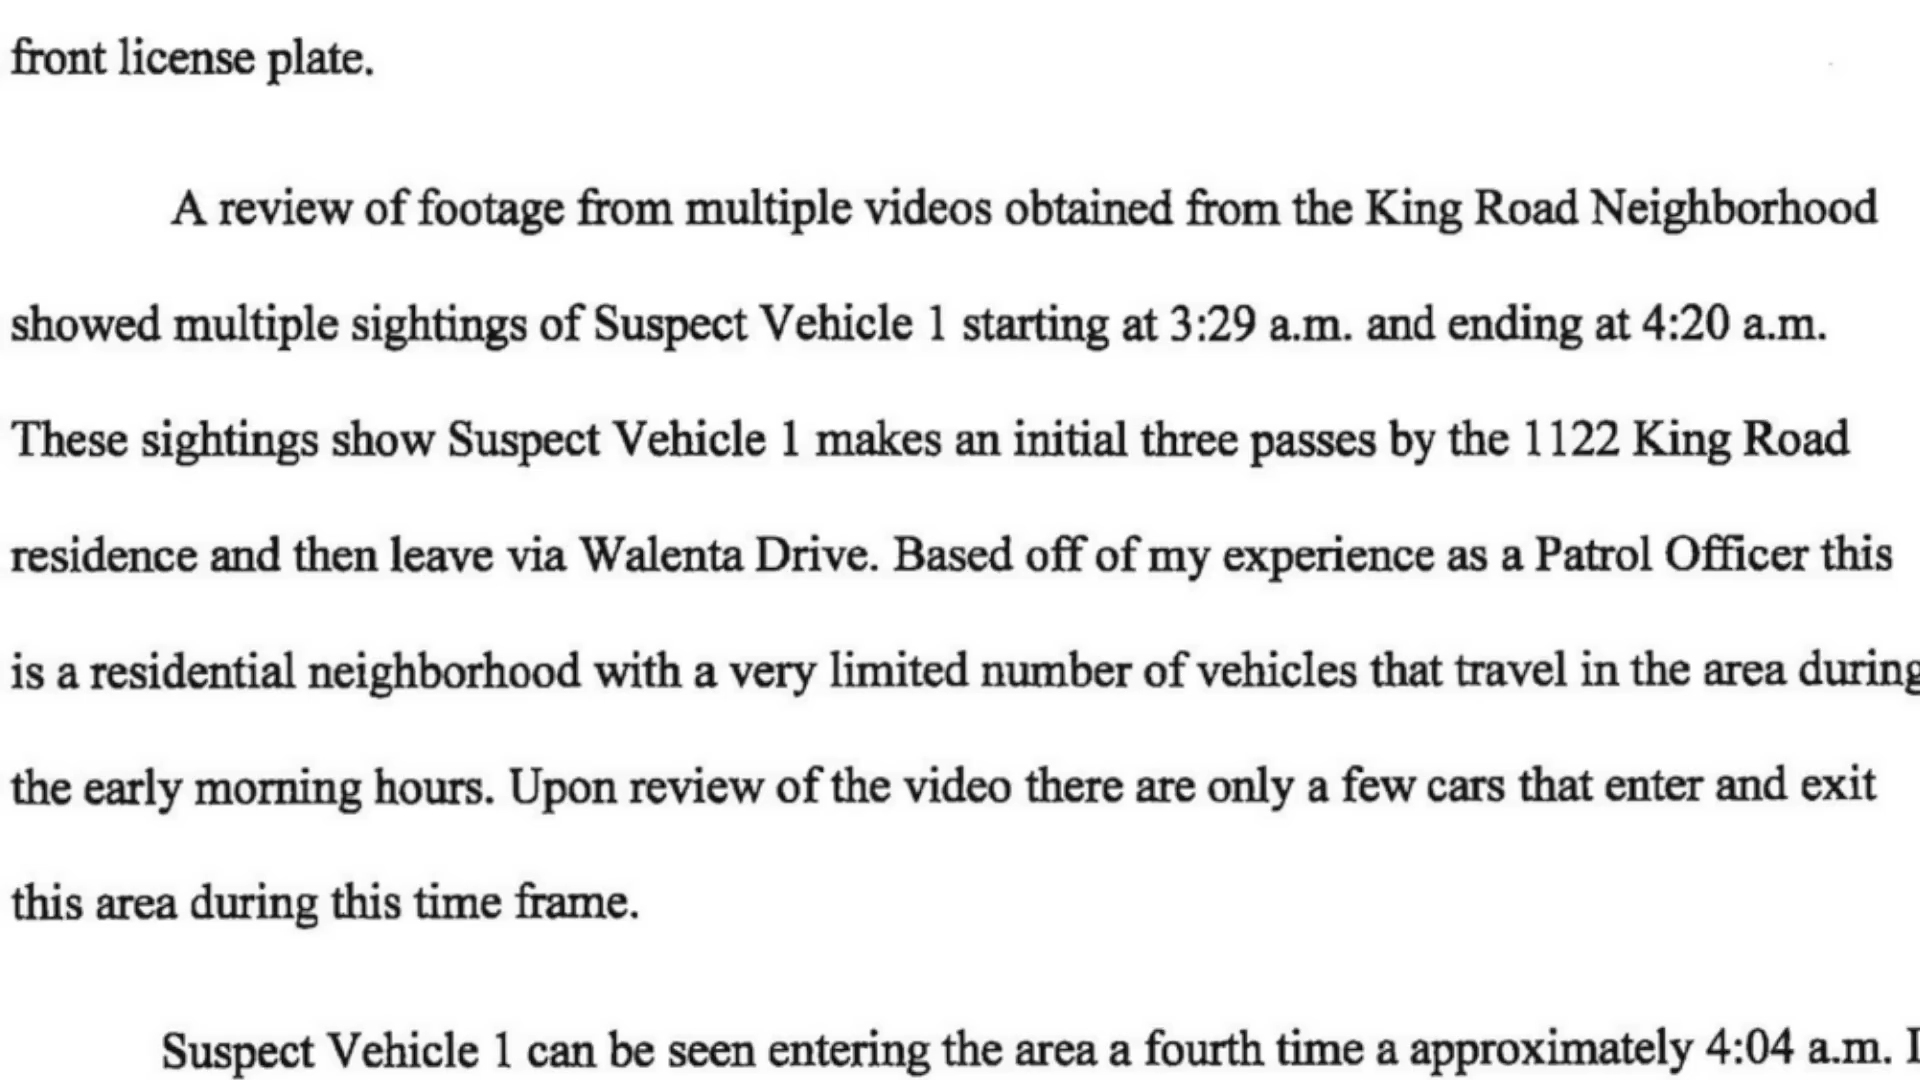 front license plate.
A review of footage from multiple videos obtained from the King Road Neighborhood
showed multiple sightings of Suspect Vehicle 1 starting at 3:29 a.m. and ending at 4:20 a.m.
These sightings show Suspect Vehicle 1 makes an initial three passes by the 1122 King Road
residence and then leave via Walenta Drive. Based off of my experience as a Patrol Officer this
is a residential neighborhood with a very limited number of vehicles that travel in the area during
the early morning hours. Upon review of the video there are only a few cars that enter and exit
this area during this time frame.
Suspect Vehicle 1 can be seen entering the area a fourth time a approximately 4:04 a.m.